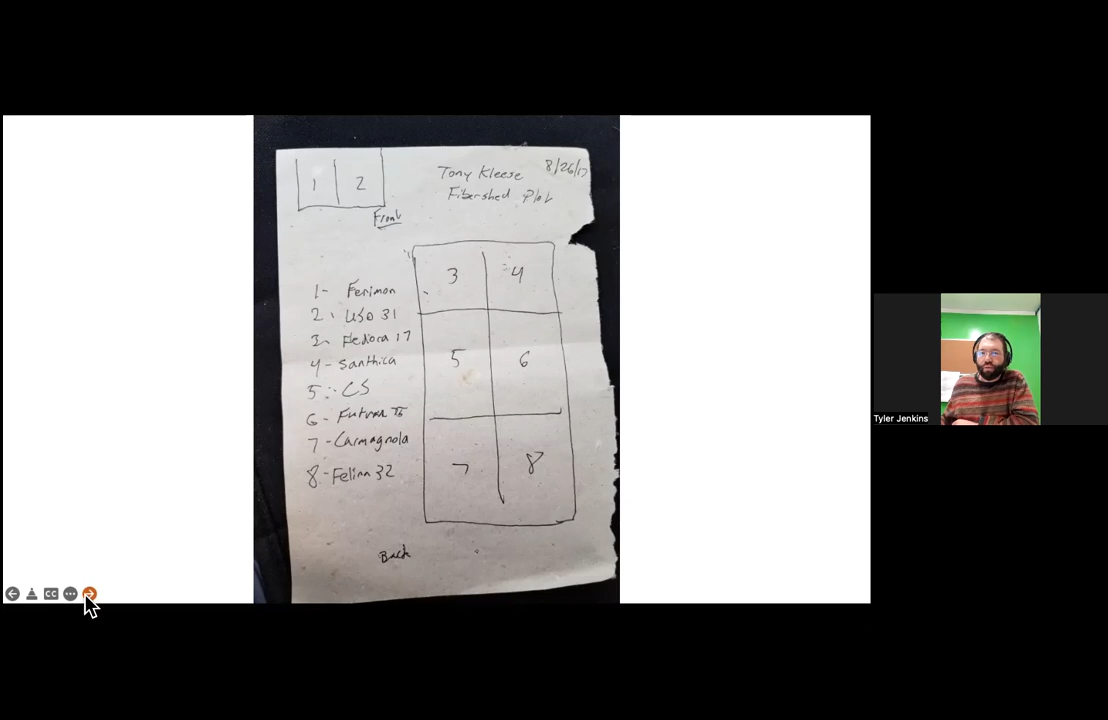 1 2
Front
Tony Kleese 8/26/17
Fibershed Plot
3 4
5 6
7 8
1- Ferimon
2. USO 31
3- Fedora 17
4- Santhica
5- CS
6- Futura 75
7- Carmagnola
8- Felina 32
Back
CC
Tyler Jenkins